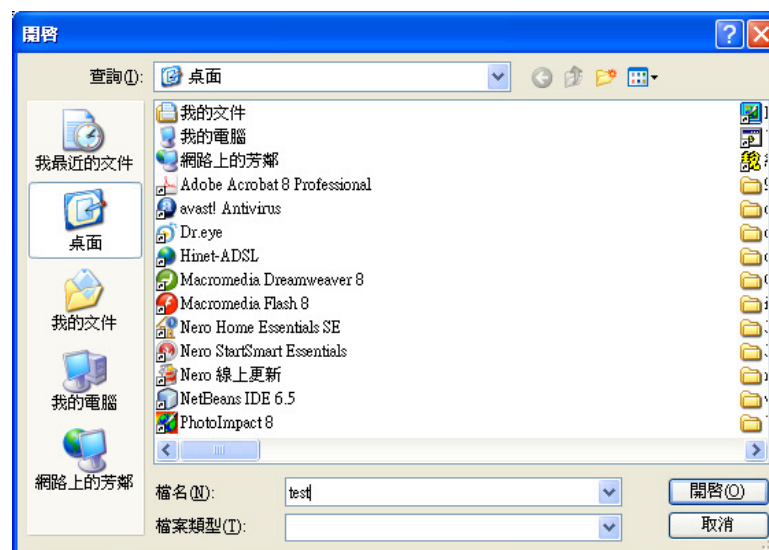 開啓
查詢(I):
桌面
我最近的文件
桌面
我的文件
我的電腦
網路上的芳鄰
我的文件
我的電腦
網路上的芳鄰
Adobe Acrobat 8 Professional
avast! Antivirus
Dr.eye
Hinet-ADSL
Macromedia Dreamweaver 8
Macromedia Flash 8
Nero Home Essentials SE
Nero StartSmart Essentials
Nero 線上更新
NetBeans IDE 6.5
PhotoImpact 8
檔名(N):
test
開啓(O)
檔案類型(T):
取消